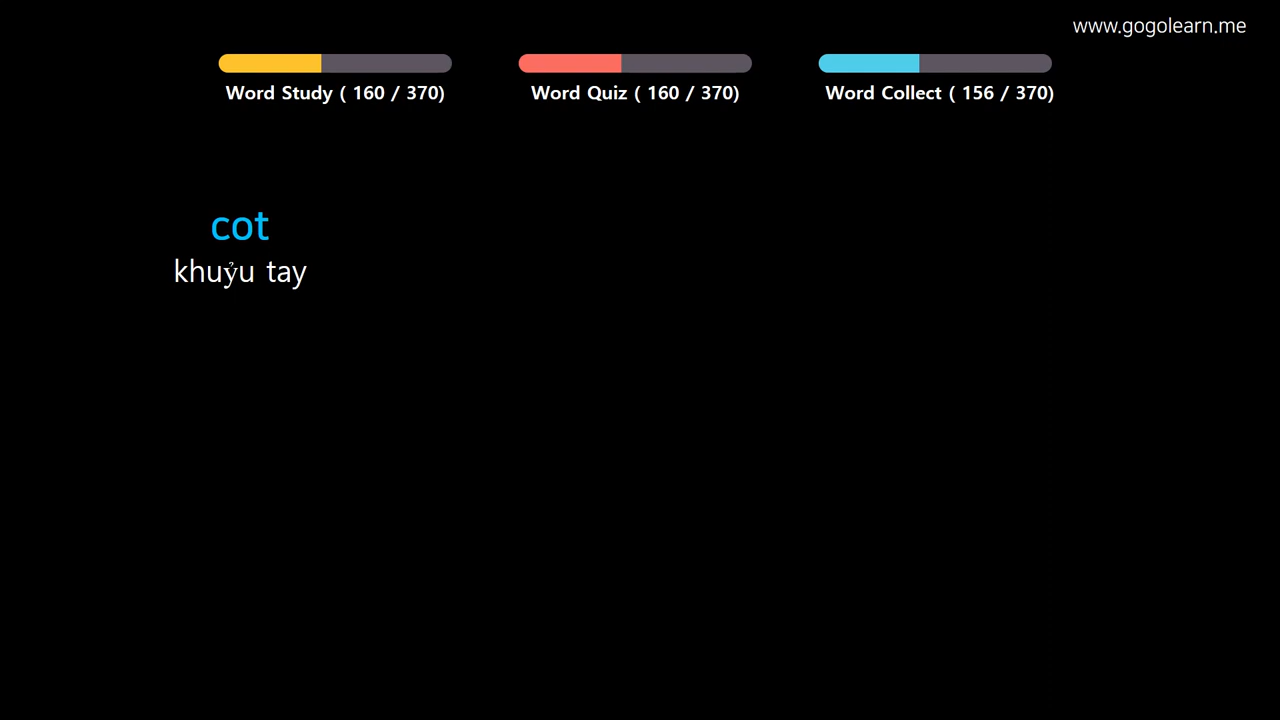 www.gogolearn.me
Word Study ( 160 / 370)
Word Quiz ( 160 / 370)
Word Collect ( 156 / 370)
cot
khuỷu tay